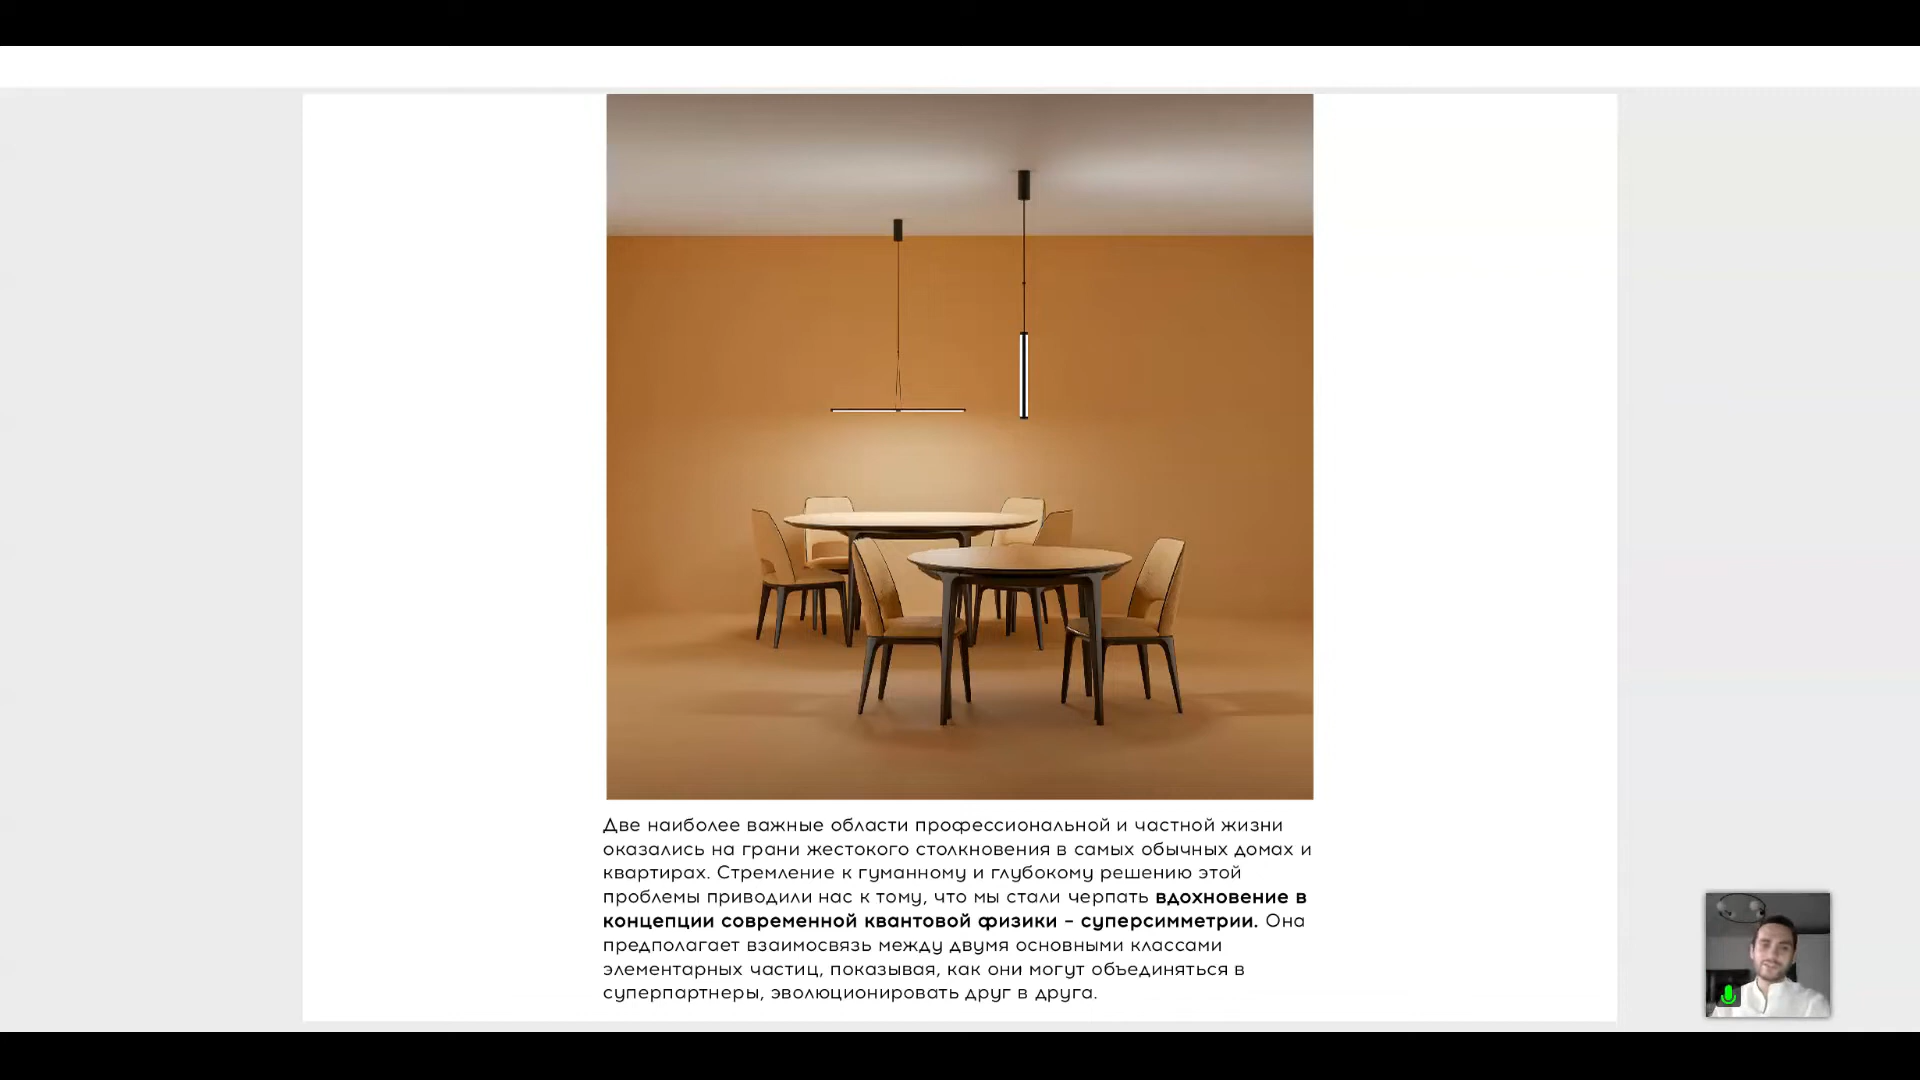 Две наиболее важные области профессиональной и частной жизни
оказались на грани жестокого столкновения в самых обычных домах и
квартирах. Стремление к гуманному и глубокому решению этой
проблемы приводили нас к тому, что мы стали черпать вдохновение в
концепции современной квантовой физики – суперсимметрии. Она
предполагает взаимосвязь между двумя основными классами
элементарных частиц, показывая, как они могут объединяться в
суперпартнеры, эволюционировать друг в друга.